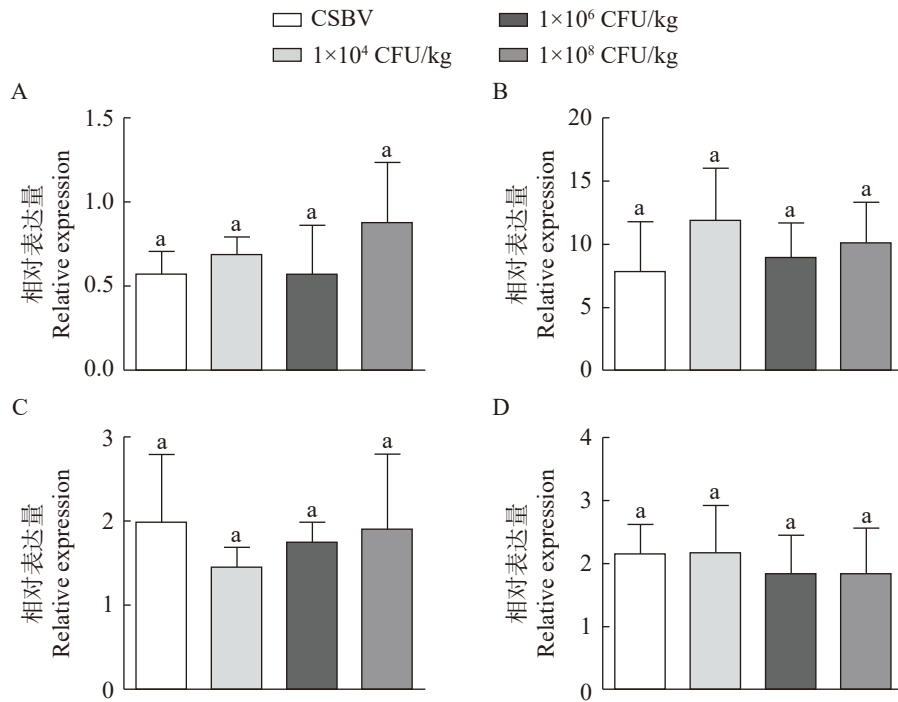 CSBV
1×10⁶ CFU/kg
1×10⁴ CFU/kg
1×10⁸ CFU/kg
A
相对表达量
Relative expression
1.5
1.0
0.5
0.0
a
a
a
a
B
相对表达量
Relative expression
20
15
10
5
0
a
a
a
a
C
相对表达量
Relative expression
3
2
1
0
a
a
a
a
D
相对表达量
Relative expression
4
3
2
1
0
a
a
a
a